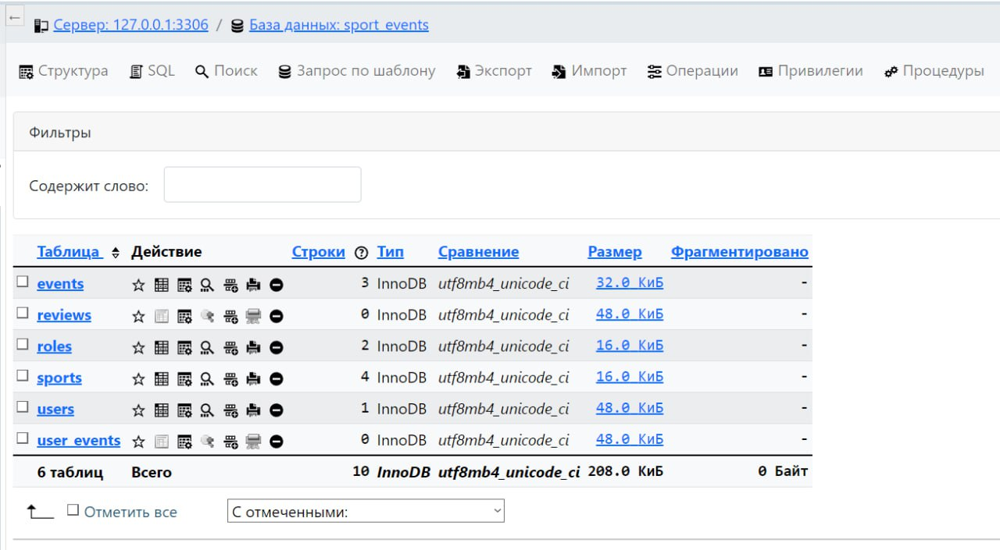 Сервер: 127.0.0.1:3306 / База данных: sport_events
Структура SQL Поиск Запрос по шаблону Экспорт Импорт Операции Привилегии Процедуры
Фильтры
Содержит слово:
Таблица Действие Строки Тип Сравнение Размер Фрагментировано
events 3 InnoDB utf8mb4_unicode_ci 32.0 КиБ -
reviews 0 InnoDB utf8mb4_unicode_ci 48.0 КиБ -
roles 2 InnoDB utf8mb4_unicode_ci 16.0 КиБ -
sports 4 InnoDB utf8mb4_unicode_ci 16.0 КиБ -
users 1 InnoDB utf8mb4_unicode_ci 48.0 КиБ -
user_events 0 InnoDB utf8mb4_unicode_ci 48.0 КиБ -
6 таблиц Всего 10 InnoDB utf8mb4_unicode_ci 208.0 КиБ 0 Байт
Отметить все С отмеченными: